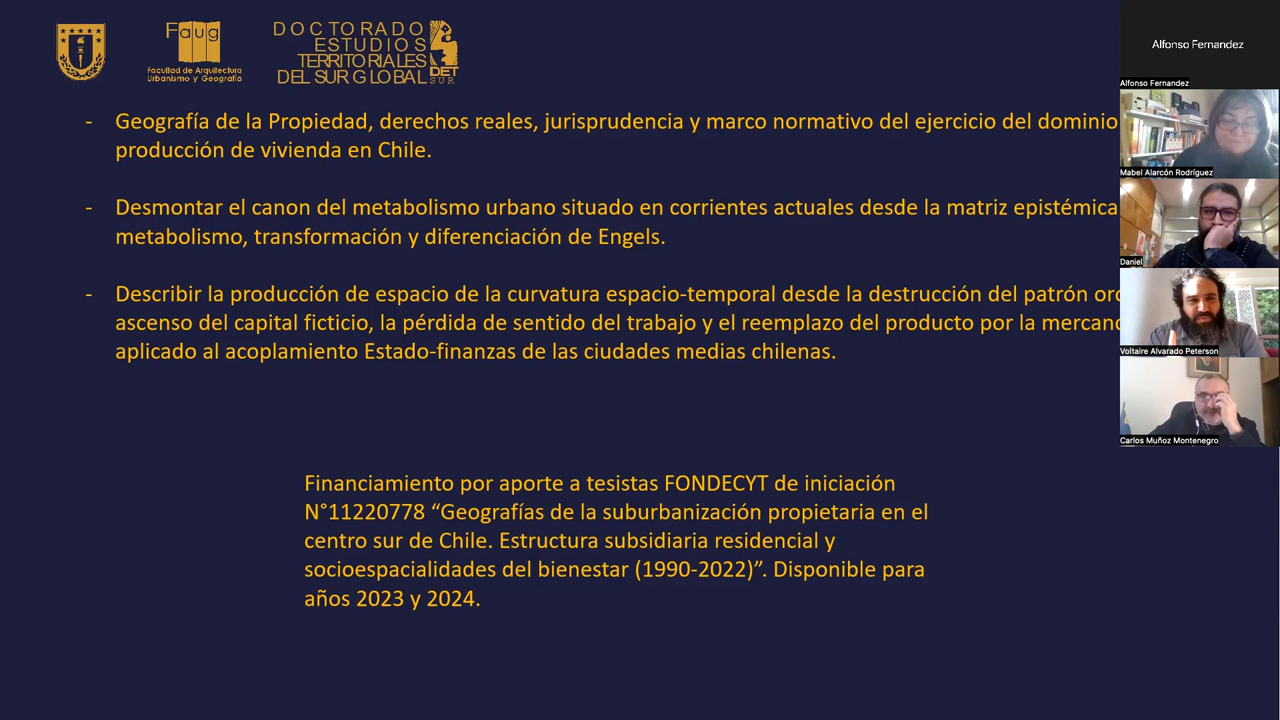 Faug
Facultad de Arquitectura
Urbanismo y Geografía
DOCTORADO
ESTUDIOS
TERRITORIALES
DEL SUR GLOBAL
DET
SUR
- Geografía de la Propiedad, derechos reales, jurisprudencia y marco normativo del ejercicio del dominio
producción de vivienda en Chile.
- Desmontar el canon del metabolismo urbano situado en corrientes actuales desde la matriz epistémica
metabolismo, transformación y diferenciación de Engels.
- Describir la producción de espacio de la curvatura espacio-temporal desde la destrucción del patrón
ascenso del capital ficticio, la pérdida de sentido del trabajo y el reemplazo del producto por la
aplicado al acoplamiento Estado-finanzas de las ciudades medias chilenas.
Financiamiento por aporte a tesistas FONDECYT de iniciación
N°11220778 “Geografías de la suburbanización propietaria en el
centro sur de Chile. Estructura subsidiaria residencial y
socioespacialidades del bienestar (1990-2022)”. Disponible para
años 2023 y 2024.
Alfonso Fernandez
Alfonso Fernandez
Mabel Alarcón Rodríguez
Daniel
Voltaire Alvarado Peterson
Carlos Muñoz Montenegro